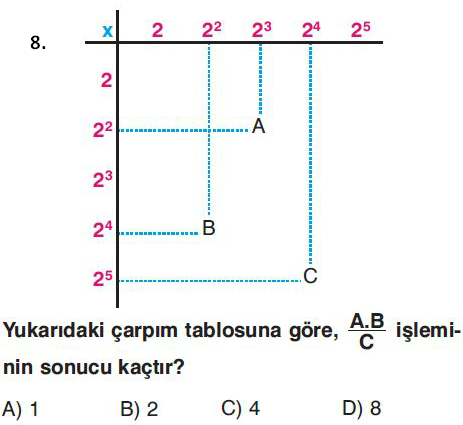 8.
x 2 2² 2³ 2⁴ 2⁵
2
2² A
2³
2⁴ B
2⁵ C
Yukarıdaki çarpım tablosuna göre, A.B/C işlemi-
nin sonucu kaçtır?
A) 1 B) 2 C) 4 D) 8